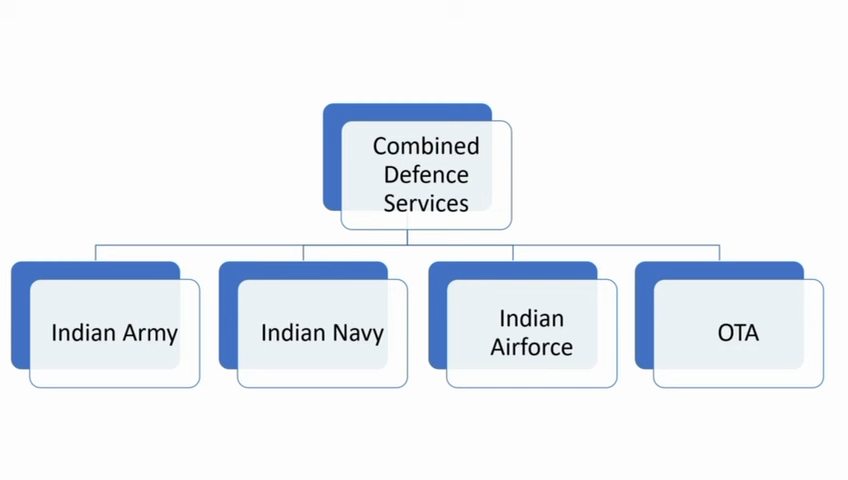 Combined
Defence
Services
Indian Army
Indian Navy
Indian
Airforce
OTA